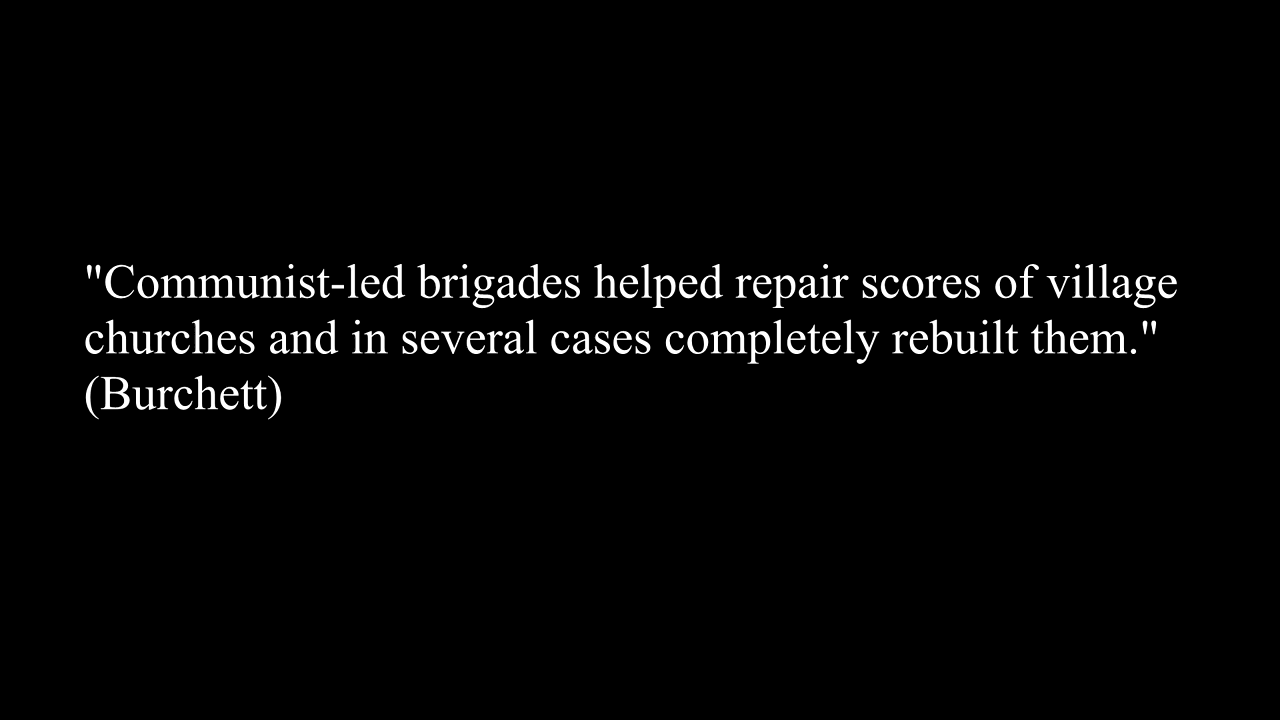 "Communist-led brigades helped repair scores of village
churches and in several cases completely rebuilt them."
(Burchett)